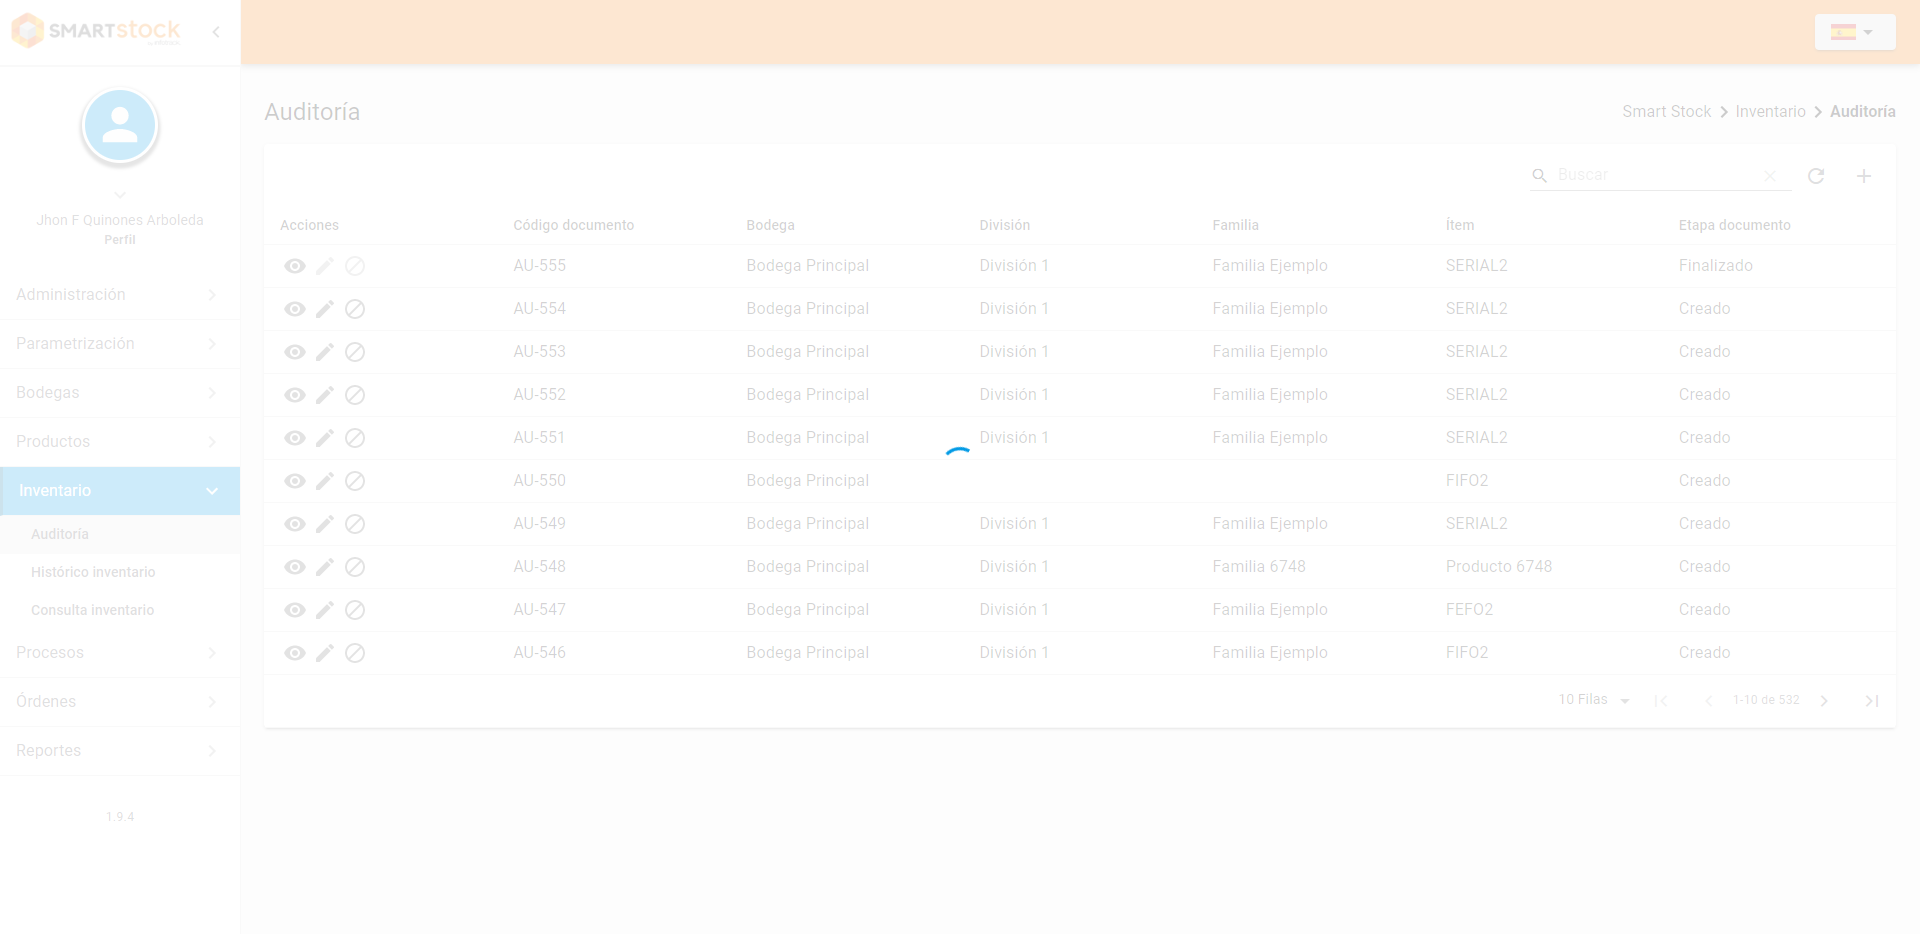 SMARTstock
Jhon F Quinones Arboleda
Perfil
Administración
Parametrización
Bodegas
Productos
Inventario
Auditoría
Histórico inventario
Consulta inventario
Procesos
Órdenes
Reportes
1.9.4
Auditoría
Smart Stock > Inventario > Auditoría
Buscar
Acciones Código documento Bodega División Familia Ítem Etapa documento
AU-555 Bodega Principal División 1 Familia Ejemplo SERIAL2 Finalizado
AU-554 Bodega Principal División 1 Familia Ejemplo SERIAL2 Creado
AU-553 Bodega Principal División 1 Familia Ejemplo SERIAL2 Creado
AU-552 Bodega Principal División 1 Familia Ejemplo SERIAL2 Creado
AU-551 Bodega Principal División 1 Familia Ejemplo SERIAL2 Creado
AU-550 Bodega Principal FIFO2 Creado
AU-549 Bodega Principal División 1 Familia Ejemplo SERIAL2 Creado
AU-548 Bodega Principal División 1 Familia 6748 Producto 6748 Creado
AU-547 Bodega Principal División 1 Familia Ejemplo FEFO2 Creado
AU-546 Bodega Principal División 1 Familia Ejemplo FIFO2 Creado
10 Filas 1-10 de 532